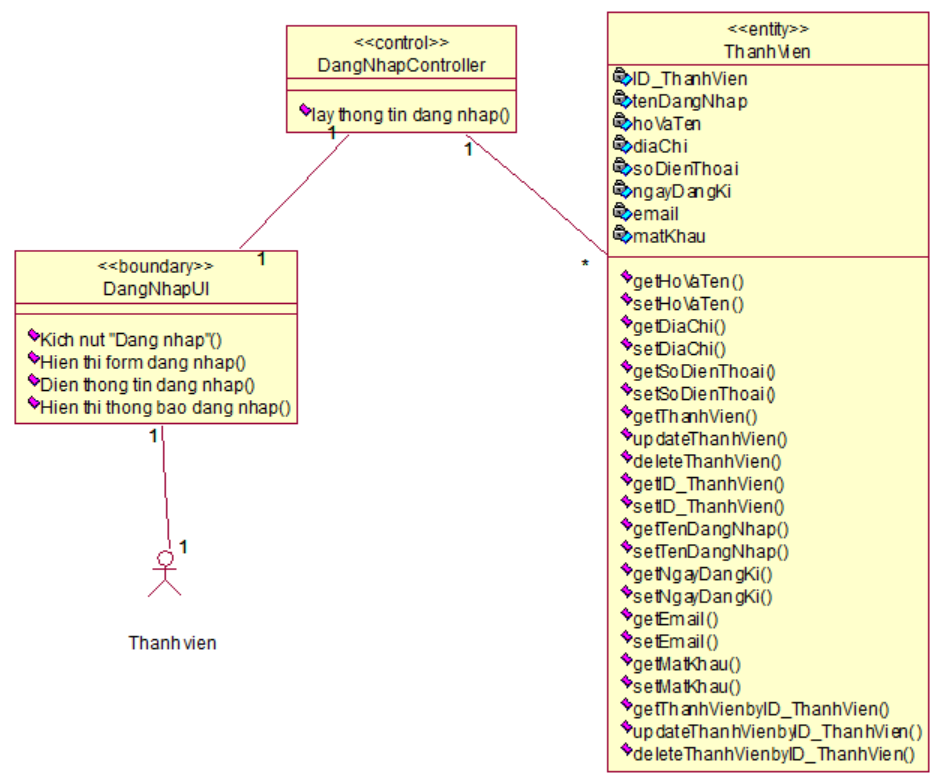 <<control>>
DangNhapController
lay thong tin dang nhap()
1
1
1
*
<<boundary>>
DangNhapUI
Kich nut "Dang nhap"()
Hien thi form dang nhap()
Dien thong tin dang nhap()
Hien thi thong bao dang nhap()
1
1
Thanh vien
<<entity>>
ThanhVien
ID_ThanhVien
tenDangNhap
hoVaTen
diaChi
soDienThoai
ngayDangKi
email
matKhau
getHoVaTen()
setHoVaTen()
getDiaChi()
setDiaChi()
getSoDienThoai()
setSoDienThoai()
getThanhVien()
updateThanhVien()
deleteThanhVien()
getID_ThanhVien()
setID_ThanhVien()
getTenDangNhap()
setTenDangNhap()
getNgayDangKi()
setNgayDangKi()
getEmail()
setEmail()
getMatKhau()
setMatKhau()
getThanhVienbyID_ThanhVien()
updateThanhVienbyID_ThanhVien()
deleteThanhVienbyID_ThanhVien()